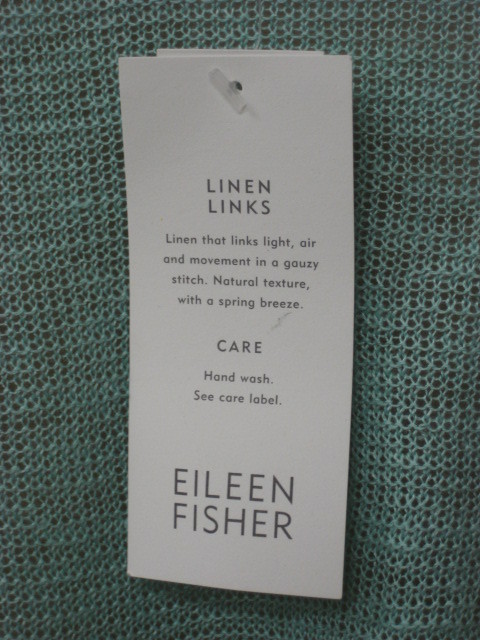 LINEN
LINKS
Linen that links light, air
and movement in a gauzy
stitch. Natural texture,
with a spring breeze.
CARE
Hand wash.
See care label.
EILEEN
FISHER